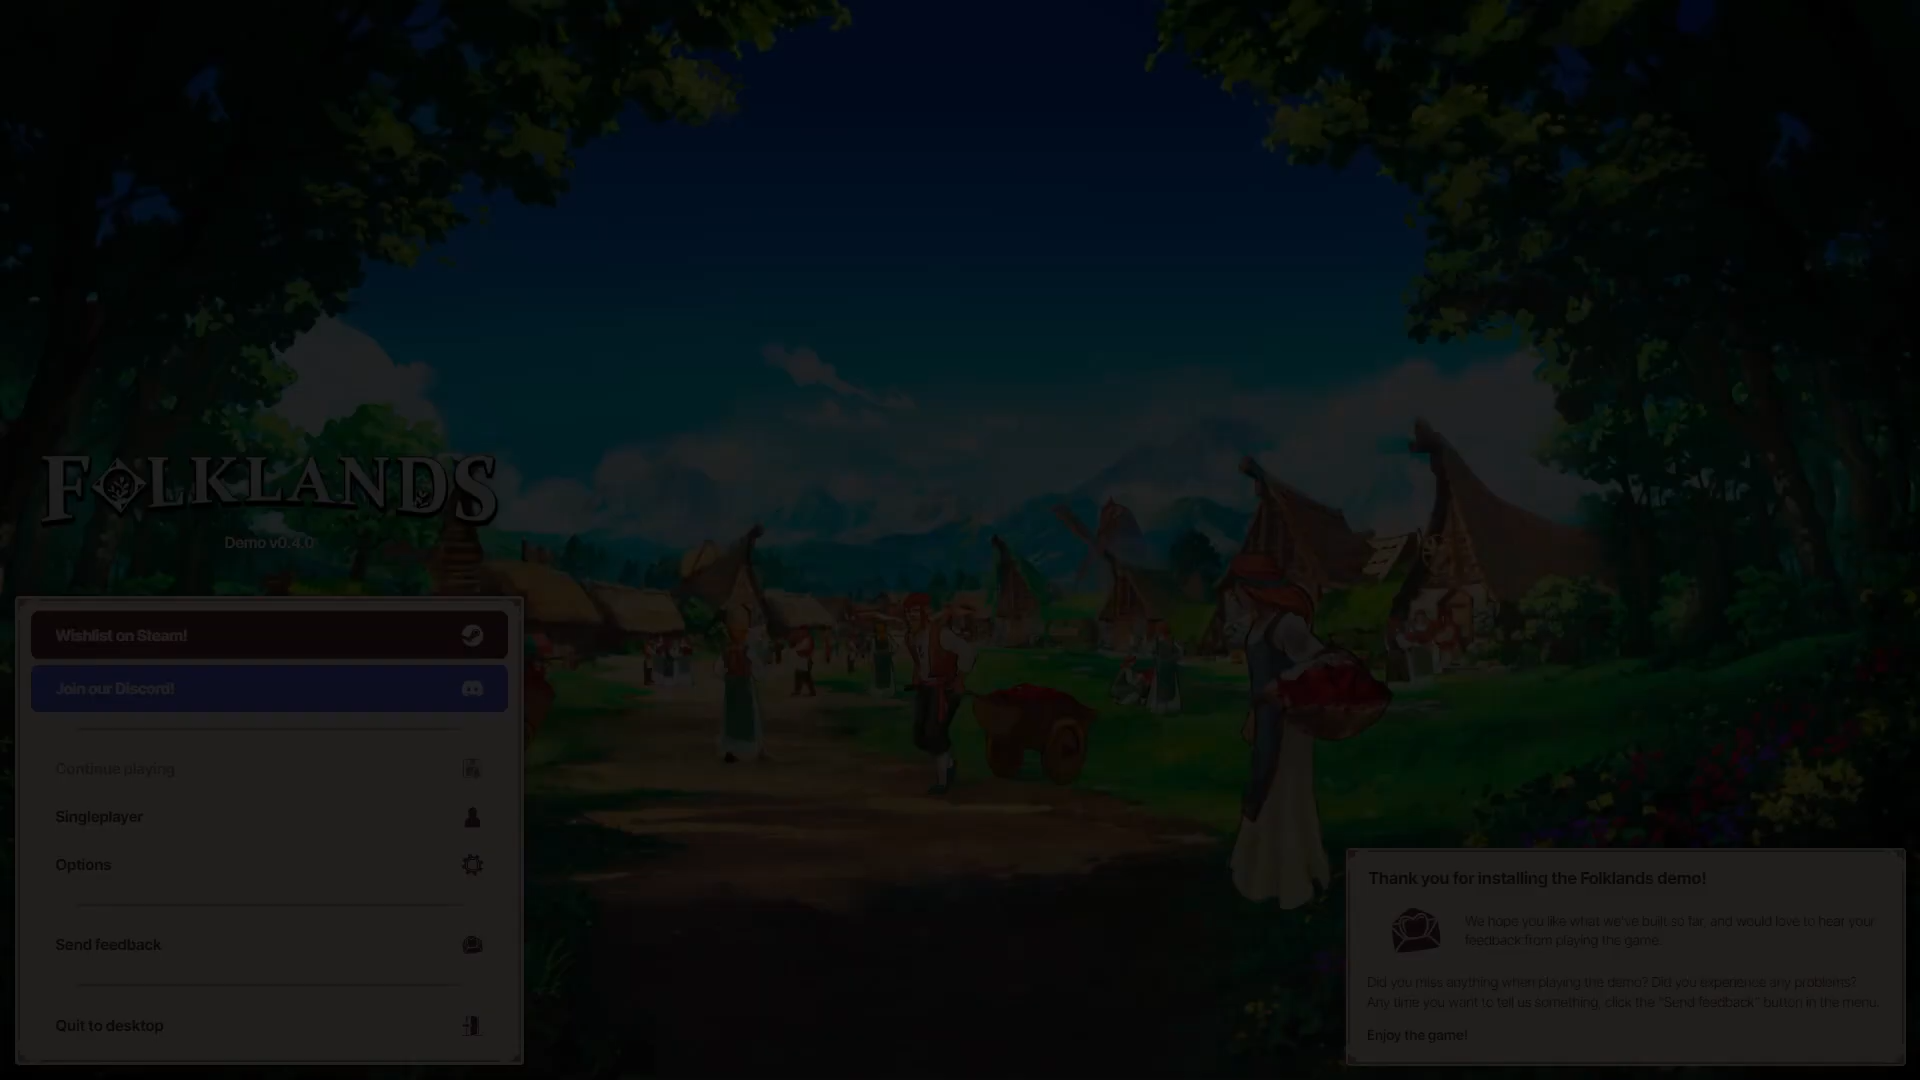 FOLKLANDS
Demo v0.4.0
Wishlist on Steam!
Join our Discord!
Continue playing
Singleplayer
Options
Send feedback
Quit to desktop
Thank you for installing the Folklands demo!
We hope you like what we've built so far, and would love to hear your
feedback from playing the game.
Did you miss anything when playing the demo? Did you experience any problems?
Any time you want to tell us something, click the "Send feedback" button in the menu.
Enjoy the game!